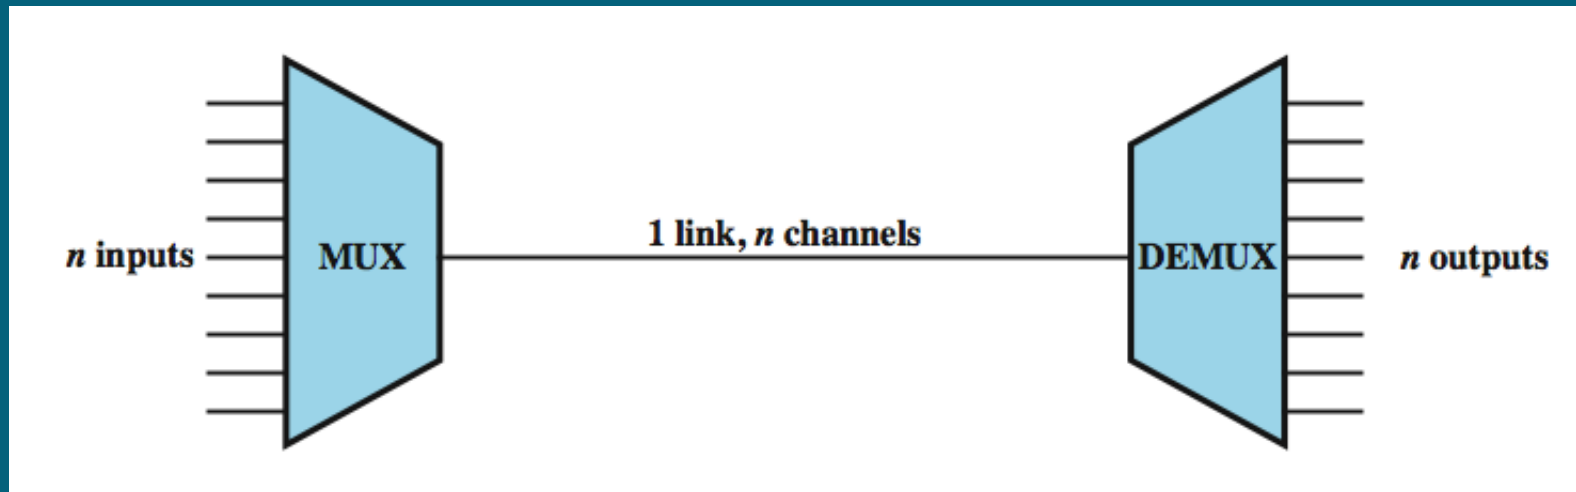 1 link, n channels
n inputs
MUX
DEMUX
n outputs